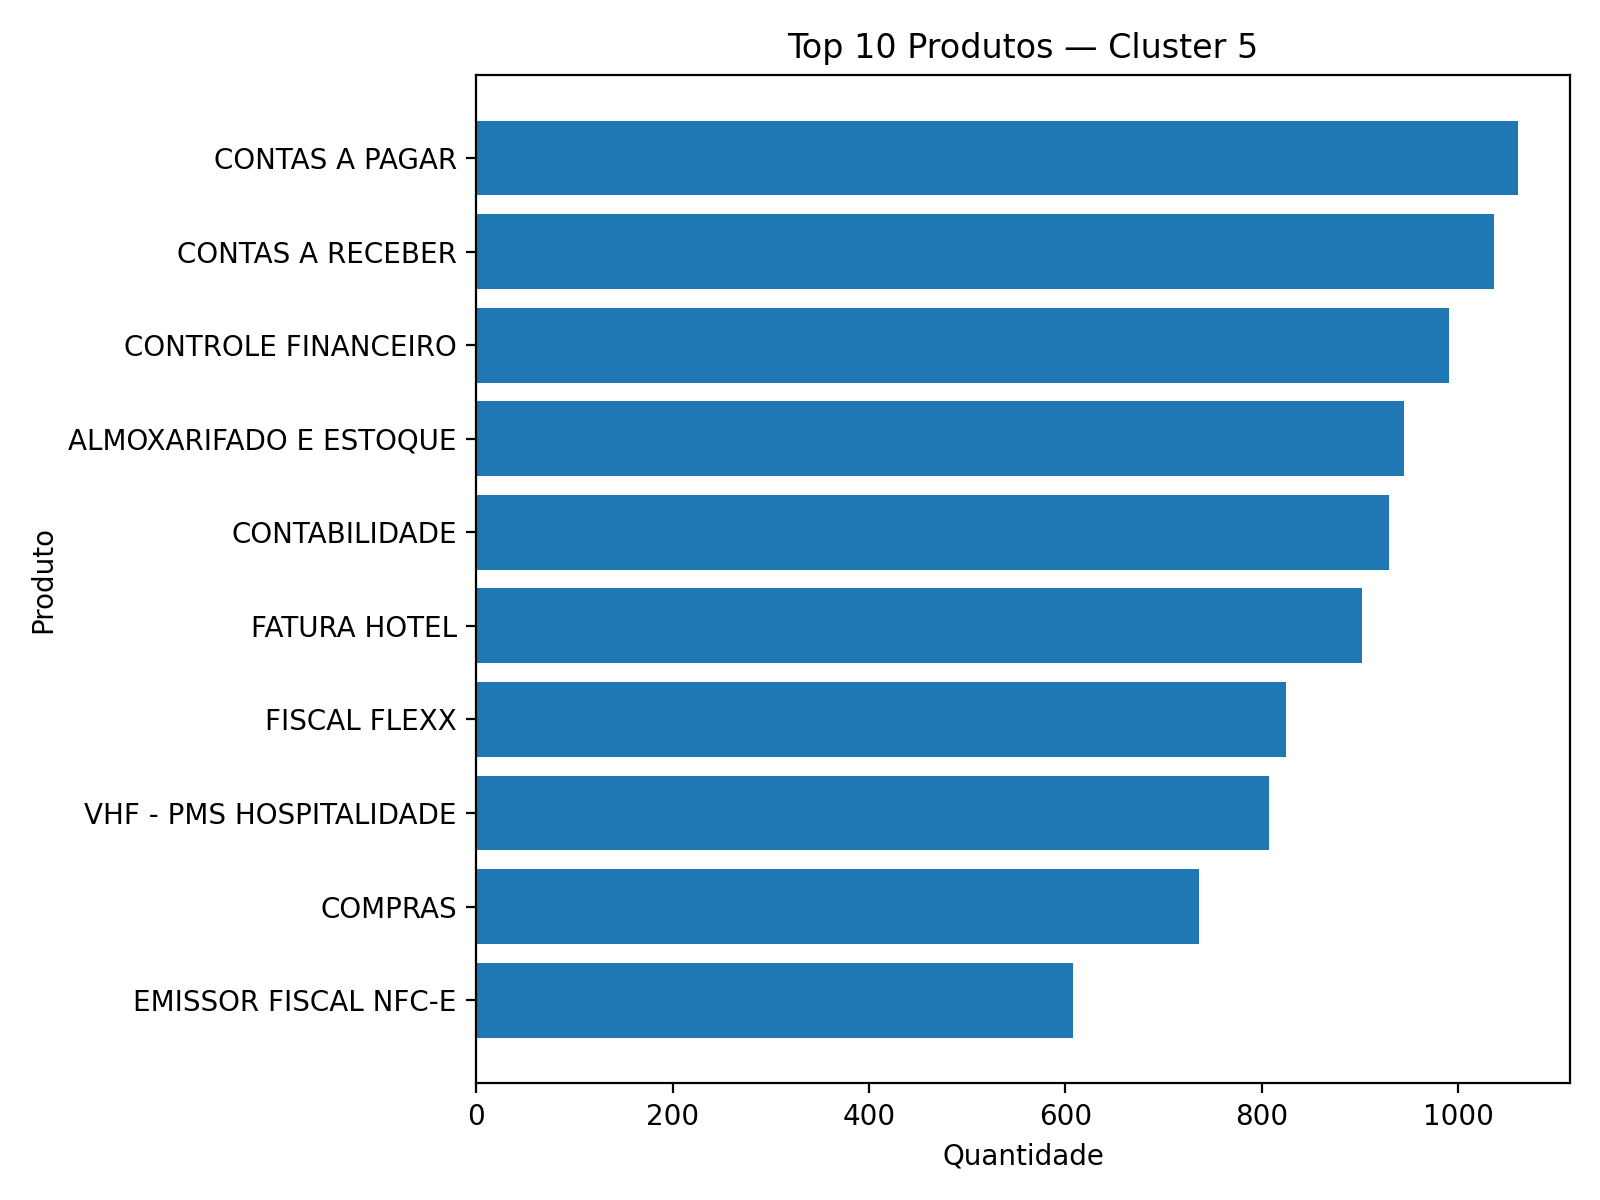 Top 10 Produtos — Cluster 5
Produto
CONTAS A PAGAR
CONTAS A RECEBER
CONTROLE FINANCEIRO
ALMOXARIFADO E ESTOQUE
CONTABILIDADE
FATURA HOTEL
FISCAL FLEXX
VHF - PMS HOSPITALIDADE
COMPRAS
EMISSOR FISCAL NFC-E
0 200 400 600 800 1000
Quantidade